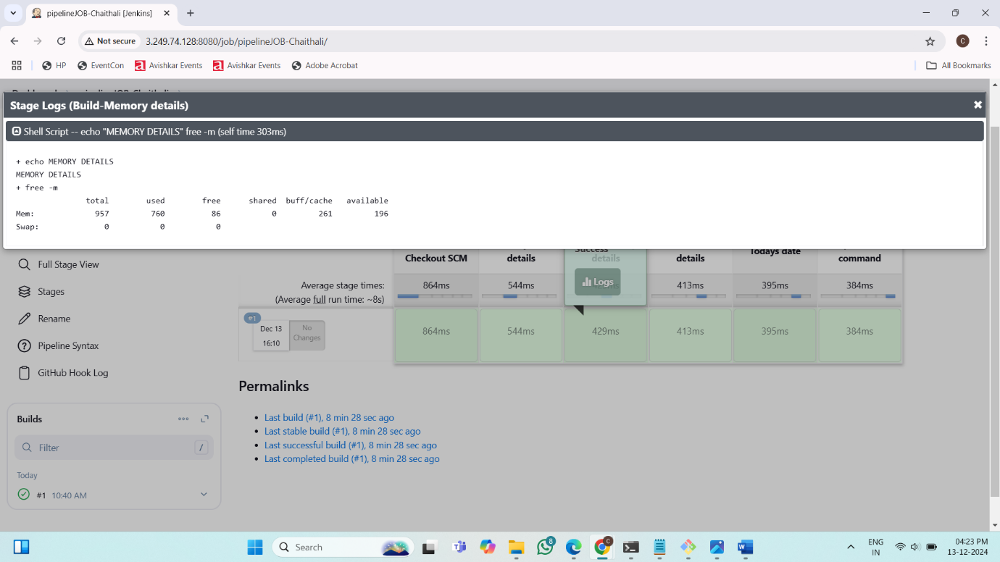 pipelineJOB-Chaithali [Jenkins]
Not secure
3.249.74.128:8080/job/pipelineJOB-Chaithali/
C
HP
EventCon
Avishkar Events
Avishkar Events
Adobe Acrobat
All Bookmarks
Stage Logs (Build-Memory details)
Shell Script -- echo "MEMORY DETAILS" free -m (self time 303ms)
+ echo MEMORY DETAILS
MEMORY DETAILS
+ free -m
total used free shared buff/cache available
Mem: 957 760 86 0 261 196
Swap: 0 0 0
Full Stage View
Stages
Rename
Pipeline Syntax
GitHub Hook Log
Success
Checkout SCM details details details Todays date command
Logs
Average stage times:
864ms 544ms 413ms 395ms 384ms
(Average full run time: ~8s)
#1
Dec 13
16:10
No
Changes
864ms 544ms 429ms 413ms 395ms 384ms
Permalinks
Last build (#1), 8 min 28 sec ago
Last stable build (#1), 8 min 28 sec ago
Last successful build (#1), 8 min 28 sec ago
Last completed build (#1), 8 min 28 sec ago
Builds
Filter /
Today
#1 10:40 AM
Search
8
C
ENG
IN
04:23 PM
13-12-2024